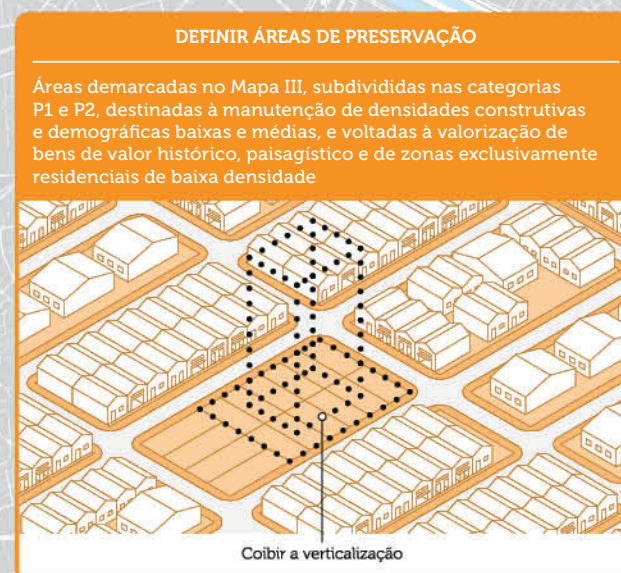 DEFINIR ÁREAS DE PRESERVAÇÃO
Áreas demarcadas no Mapa III, subdivididas nas categorias
P1 e P2, destinadas à manutenção de densidades construtivas
e demográficas baixas e médias, e voltadas à valorização de
bens de valor histórico, paisagístico e de zonas exclusivamente
residenciais de baixa densidade
Coibir a verticalização